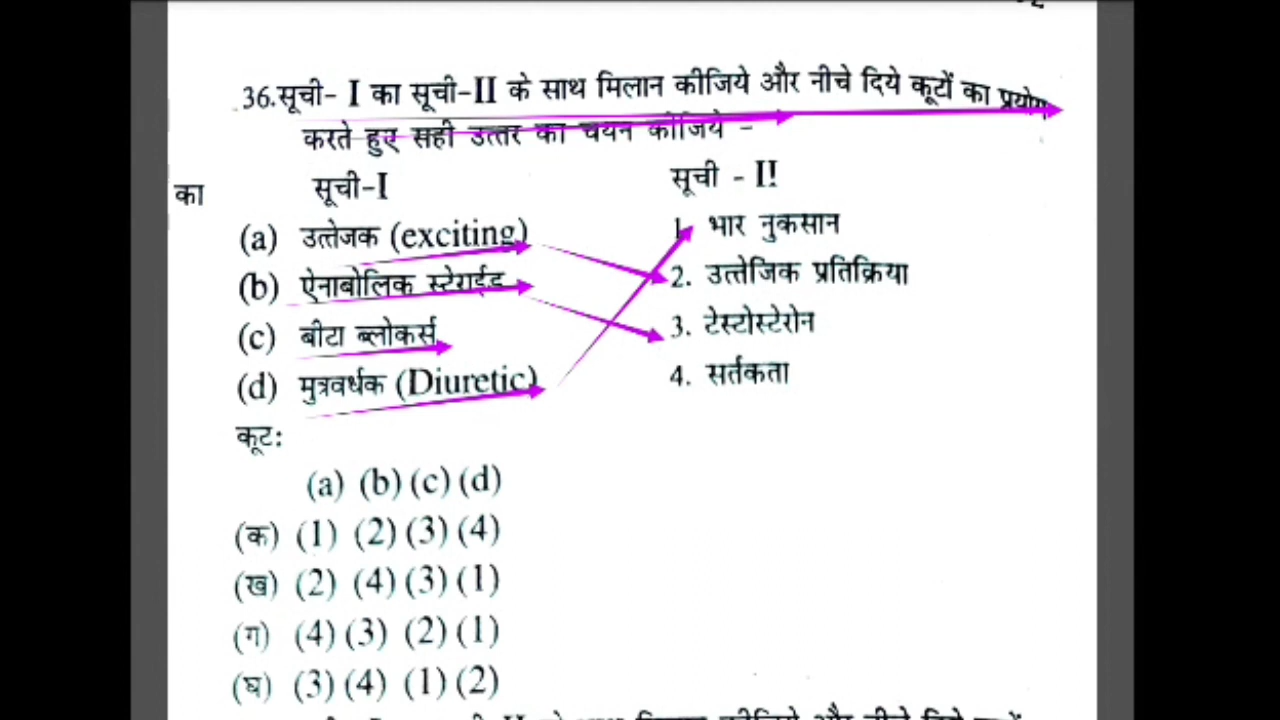 36.सूची- I का सूची-II के साथ मिलान कीजिये और नीचे दिये कूटों का प्रयोग
करते हुए सही उत्तर का चयन कीजिये -
का सूची-I सूची - I!
(a) उत्तेजक (exciting) 1. भार नुकसान
(b) ऐनाबोलिक स्टेराईड 2. उत्तेजिक प्रतिक्रिया
(c) बीटा ब्लोकर्स 3. टेस्टोस्टेरोन
(d) मुत्रवर्धक (Diuretic) 4. सर्तकता
कूट:
(a) (b) (c) (d)
(क) (1) (2) (3) (4)
(ख) (2) (4) (3) (1)
(ग) (4) (3) (2) (1)
(घ) (3) (4) (1) (2)